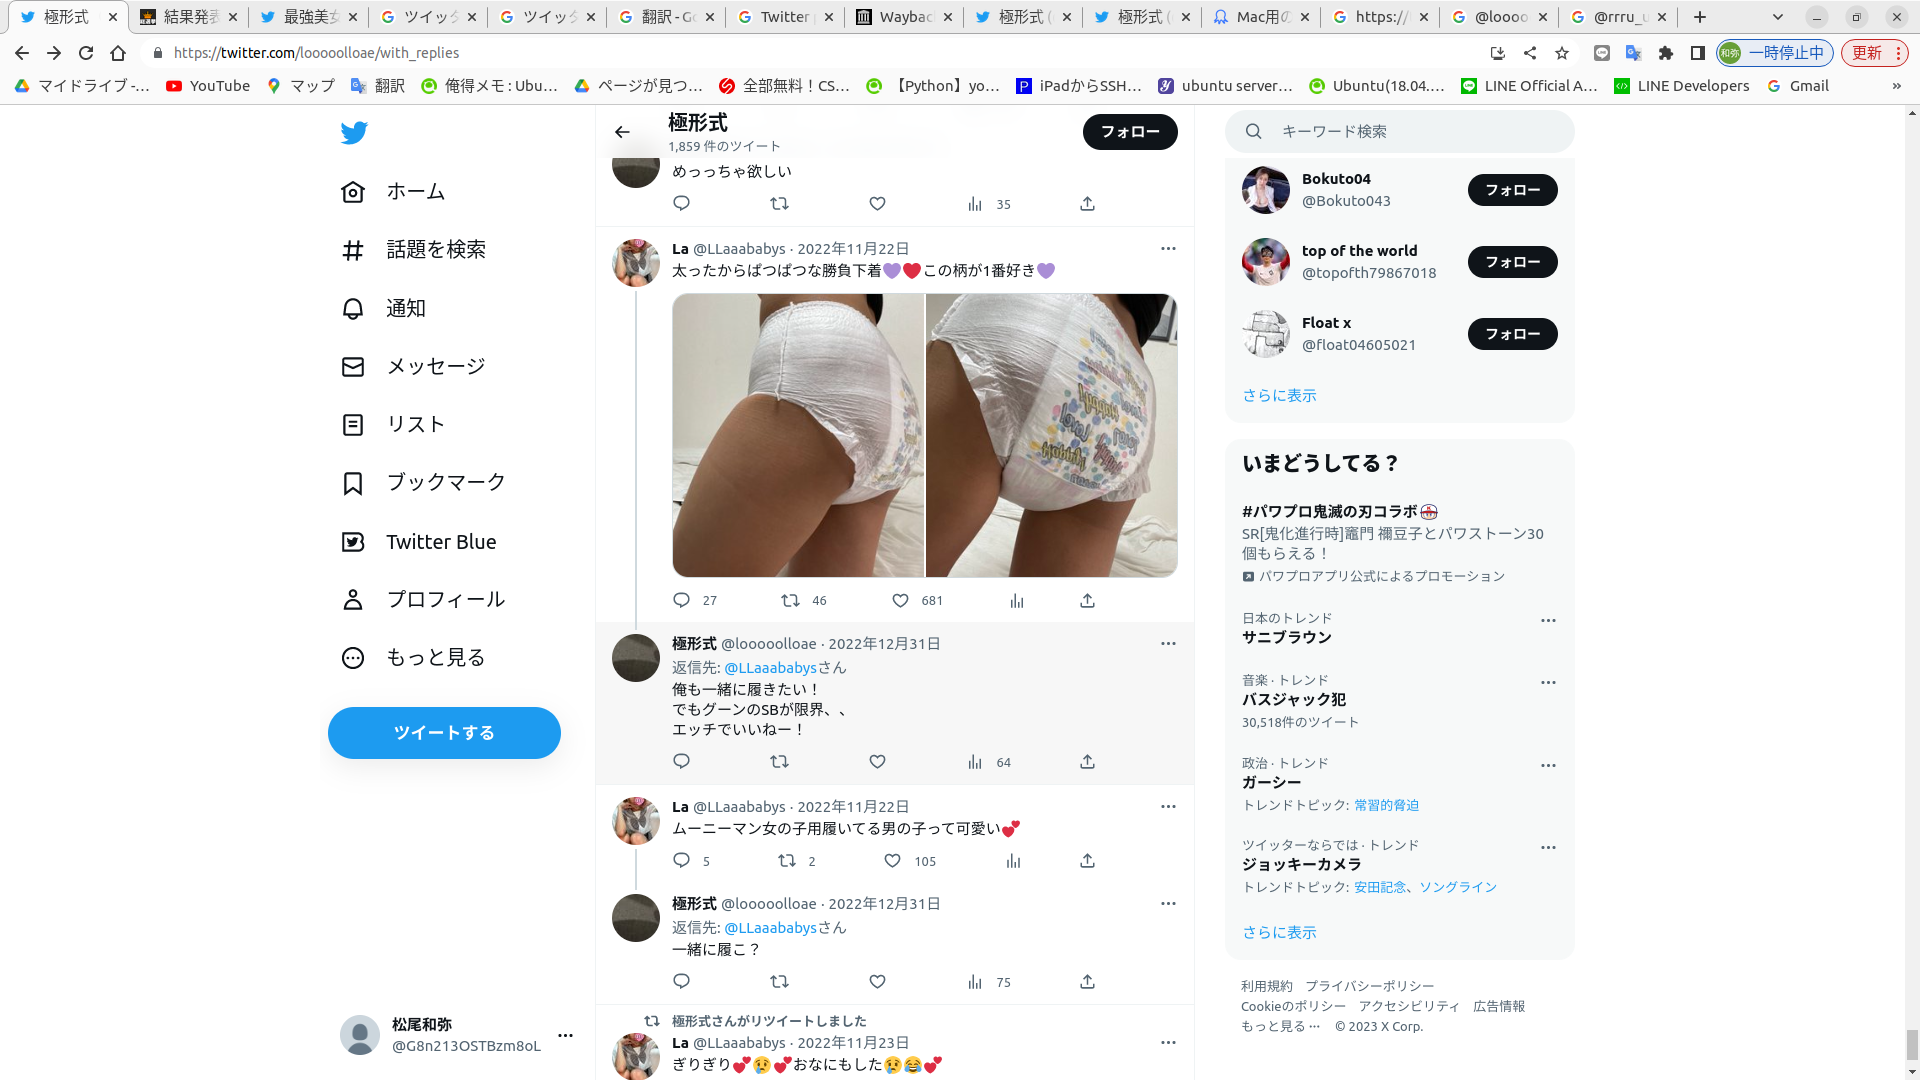 極形式
結果発表
最強美女
ツイッタ
ツイッタ
翻訳 - Go
Twitter p
Wayback
極形式 (
極形式 (
Mac用の
https://
@loooo
@rrru_u
https://twitter.com/looooolloae/with_replies
和弥
一時停止中
更新
マイドライブ -...
YouTube
マップ
翻訳
俺得メモ : Ubu...
ページが見つ...
全部無料！CS...
【Python】yo...
iPadからSSH...
ubuntu server...
Ubuntu(18.04....
LINE Official A...
LINE Developers
Gmail
»
ホーム
話題を検索
通知
メッセージ
リスト
ブックマーク
Twitter Blue
プロフィール
もっと見る
ツイートする
松尾和弥
@G8n213OSTBzm8oL
極形式
1,859 件のツイート
フォロー
めっっちゃ欲しい
35
La @LLaaababys · 2022年11月22日
太ったからぱつぱつな勝負下着💜❤️この柄が1番好き💜
27 46 681
極形式 @looooolloae · 2022年12月31日
返信先: @LLaaababysさん
俺も一緒に履きたい！
でもグーンのSBが限界、、
エッチでいいねー！
64
La @LLaaababys · 2022年11月22日
ムーニーマン女の子用履いてる男の子って可愛い💕
5 2 105
極形式 @looooolloae · 2022年12月31日
返信先: @LLaaababysさん
一緒に履こ？
75
極形式さんがリツイートしました
La @LLaaababys · 2022年11月23日
ぎりぎり💕😢💕おなにもした😢😂💕
キーワード検索
Bokuto04
@Bokuto043
フォロー
top of the world
@topofth79867018
フォロー
Float x
@float04605021
フォロー
さらに表示
いまどうしてる？
#パワプロ鬼滅の刃コラボ
SR[鬼化進行時]竈門 禰豆子とパワストーン30
個もらえる！
パワプロアプリ公式によるプロモーション
日本のトレンド
サニブラウン
音楽 · トレンド
バスジャック犯
30,518件のツイート
政治 · トレンド
ガーシー
トレンドトピック: 常習的脅迫
ツイッターならでは · トレンド
ジョッキーカメラ
トレンドトピック: 安田記念、ソングライン
さらに表示
利用規約 プライバシーポリシー
Cookieのポリシー アクセシビリティ 広告情報
もっと見る ··· © 2023 X Corp.